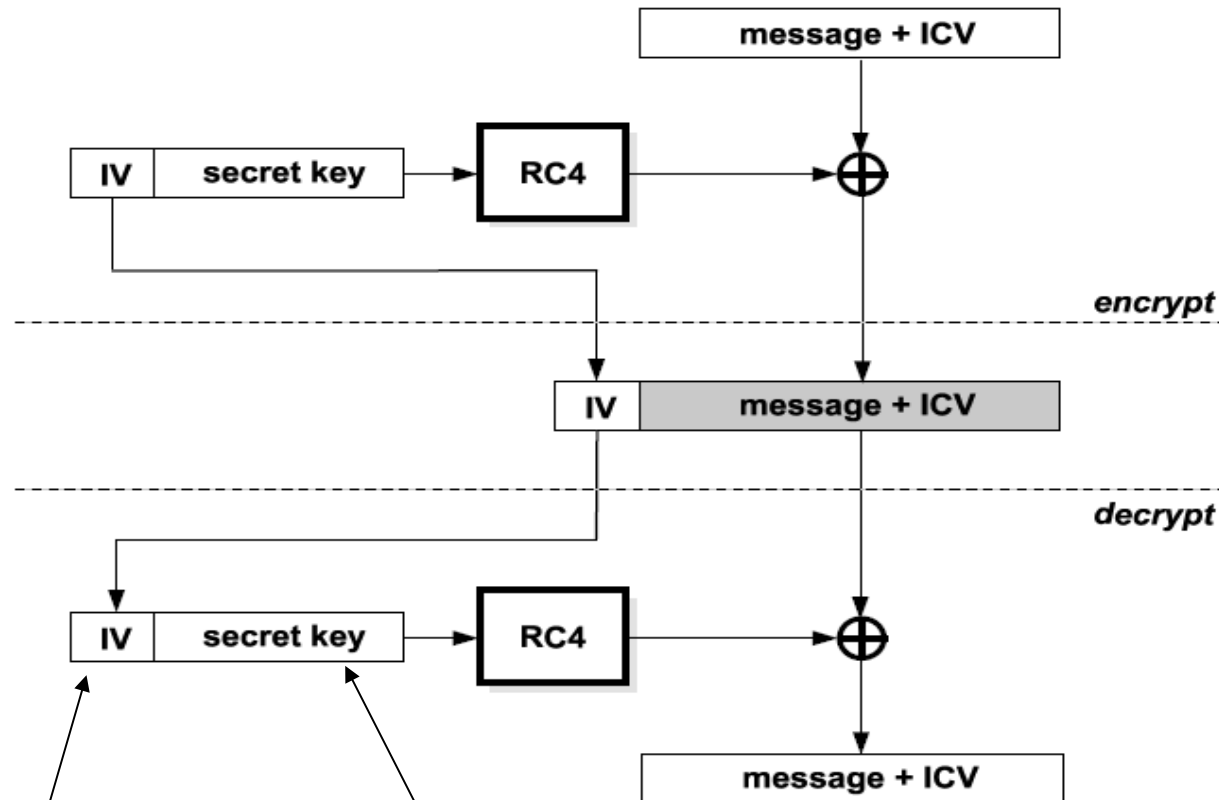 message + ICV
IV secret key RC4
encrypt
IV message + ICV
decrypt
IV secret key RC4
message + ICV